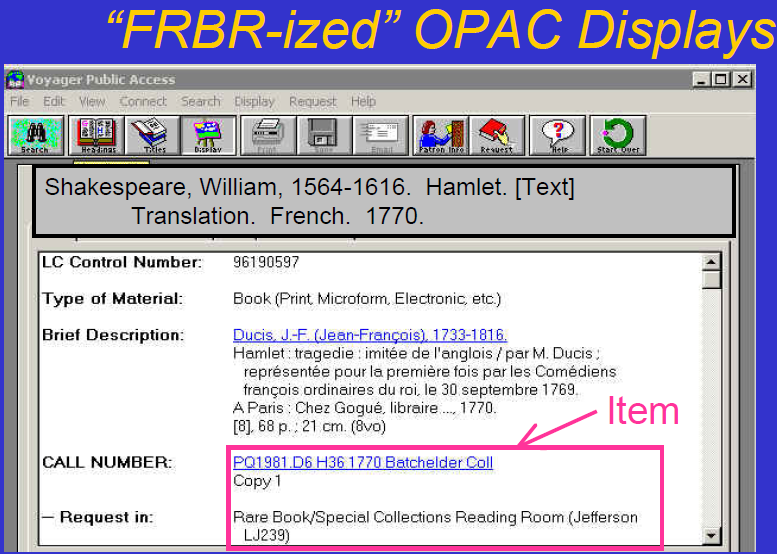 “FRBR-ized” OPAC Displays
Voyager Public Access
File Edit View Connect Search Display Request Help
Search Headings Titles Display Print Save Email Patron Info Request Help Start Over
Shakespeare, William, 1564-1616. Hamlet. [Text]
Translation. French. 1770.
LC Control Number: 96190597
Type of Material: Book (Print, Microform, Electronic, etc.)
Brief Description: Ducis, J.-F. (Jean-François), 1733-1816.
Hamlet : tragedie : imitée de l'anglois / par M. Ducis ;
représentée pour la première fois par les Comédiens
françois ordinaires du roi, le 30 septembre 1769.
A Paris : Chez Gogué, libraire ..., 1770.
[8], 68 p. ; 21 cm. (8vo)
Item
CALL NUMBER: PQ1981.D6 H36 1770 Batchelder Coll
Copy 1
– Request in: Rare Book/Special Collections Reading Room (Jefferson
LJ239)